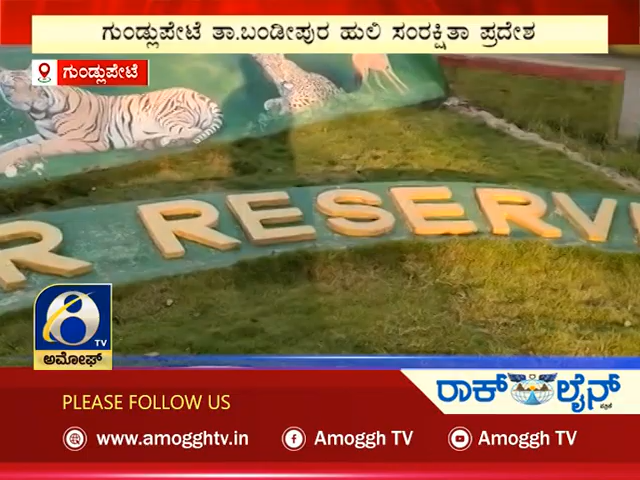 ಗುಂಡ್ಲುಪೇಟೆ ತಾ.ಬಂಡೀಪುರ ಹುಲಿ ಸಂರಕ್ಷಿತಾ ಪ್ರದೇಶ
ಗುಂಡ್ಲುಪೇಟೆ
R RESERV
TV
ಅಮೋಘ್
ರಾಕ್ ಲೈನ್
PLEASE FOLLOW US
www.amogghtv.in
Amoggh TV
Amoggh TV